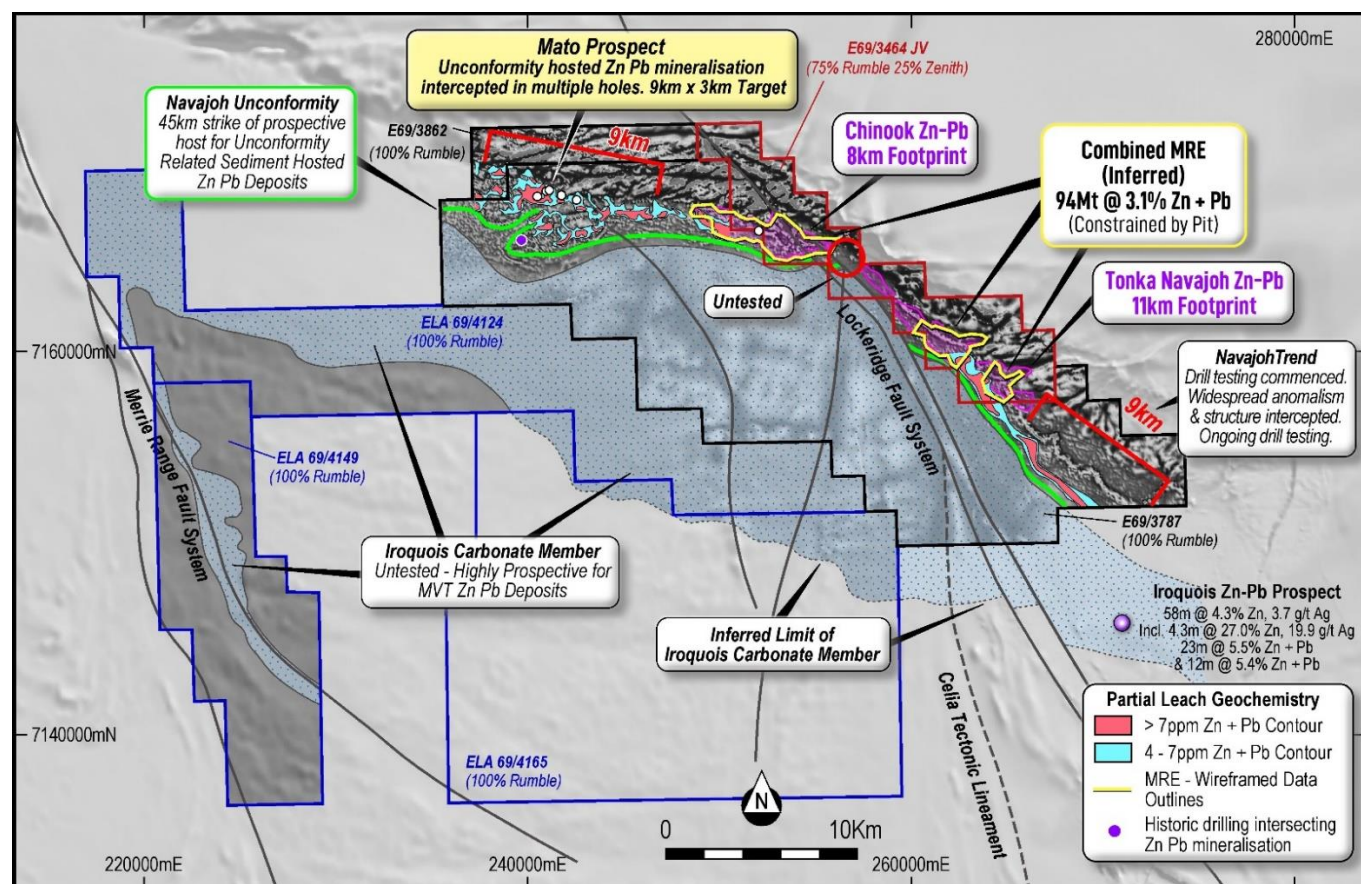 280000mE
Mato Prospect
Unconformity hosted Zn Pb mineralisation
intercepted in multiple holes. 9km x 3km Target
E69/3464 JV
(75% Rumble 25% Zenith)
Navajoh Unconformity
45km strike of prospective
host for Unconformity
Related Sediment Hosted
Zn Pb Deposits
E69/3862
(100% Rumble)
9km
Chinook Zn-Pb
8km Footprint
Combined MRE
(Inferred)
94Mt @ 3.1% Zn + Pb
(Constrained by Pit)
Tonka Navajoh Zn-Pb
11km Footprint
Untested
Lockeridge Fault System
ELA 69/4124
(100% Rumble)
7160000mN
NavajohTrend
Drill testing commenced.
Widespread anomalism
& structure intercepted.
Ongoing drill testing.
9km
Merrie Range Fault System
ELA 69/4149
(100% Rumble)
E69/3787
(100% Rumble)
Iroquois Carbonate Member
Untested - Highly Prospective for
MVT Zn Pb Deposits
Iroquois Zn-Pb Prospect
58m @ 4.3% Zn, 3.7 g/t Ag
Incl. 4.3m @ 27.0% Zn, 19.9 g/t Ag
23m @ 5.5% Zn + Pb
& 12m @ 5.4% Zn + Pb
Inferred Limit of
Iroquois Carbonate Member
Celia Tectonic Lineament
7140000mN
ELA 69/4165
(100% Rumble)
Partial Leach Geochemistry
> 7ppm Zn + Pb Contour
4 - 7ppm Zn + Pb Contour
MRE - Wireframed Data
Outlines
Historic drilling intersecting
Zn Pb mineralisation
N
0 10Km
220000mE
240000mE
260000mE